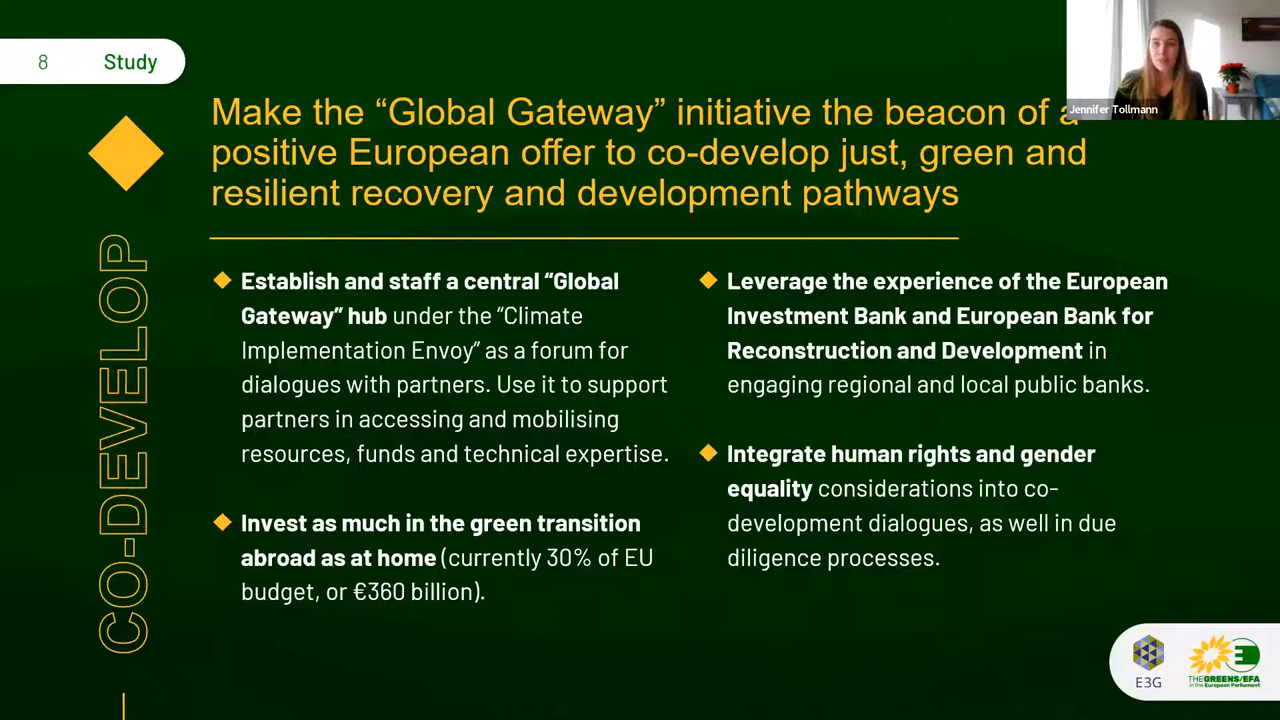 8 Study
Make the “Global Gateway” initiative the beacon of a
positive European offer to co-develop just, green and
resilient recovery and development pathways
Jennifer Tollmann
CO-DEVELOP
Establish and staff a central “Global
Gateway” hub under the “Climate
Implementation Envoy” as a forum for
dialogues with partners. Use it to support
partners in accessing and mobilising
resources, funds and technical expertise.
Invest as much in the green transition
abroad as at home (currently 30% of EU
budget, or €360 billion).
Leverage the experience of the European
Investment Bank and European Bank for
Reconstruction and Development in
engaging regional and local public banks.
Integrate human rights and gender
equality considerations into co-
development dialogues, as well in due
diligence processes.
E3G
THE GREENS/EFA
in the European Parliament